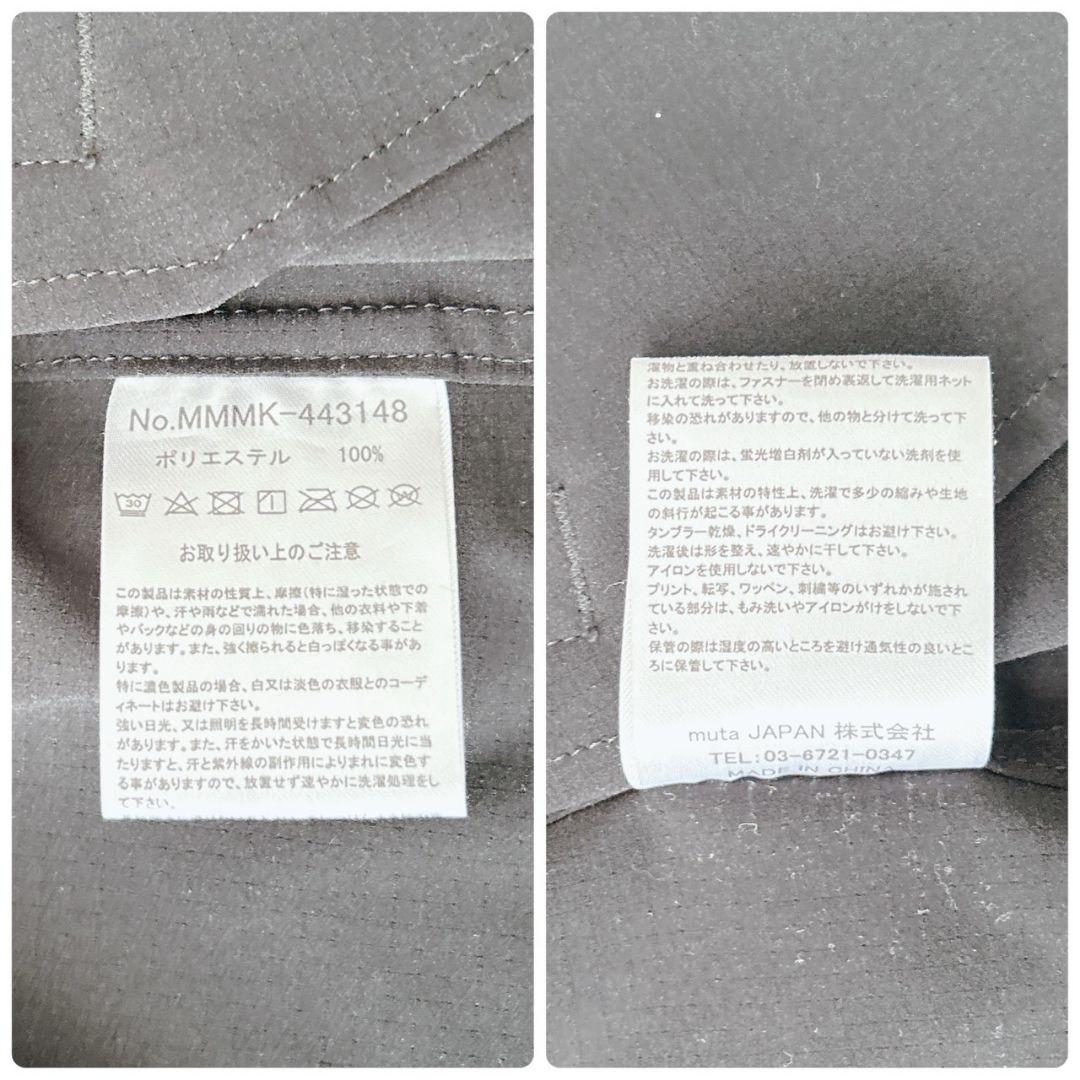 No.MMMK-443148
ポリエステル 100%
30
お取り扱い上のご注意
この製品は素材の性質上、摩擦(特に湿った状態での
摩擦)や、汗や雨などで濡れた場合、他の衣料や下着
やバックなどの身の回りの物に色落ち、移染すること
があります。また、強く擦られると白っぽくなる事があ
ります。
特に濃色製品の場合、白又は淡色の衣服とのコーデ
ィネートはお避け下さい。
強い日光、又は照明を長時間受けますと変色の恐れ
があります。また、汗をかいた状態で長時間日光に当
たりますと、汗と紫外線の副作用によりまれに変色す
る事がありますので、放置せず速やかに洗濯処理をし
て下さい。
濯物と重ね合わせたり、放置しないで下さい。
お洗濯の際は、ファスナーを閉め裏返して洗濯用ネット
に入れて洗って下さい。
移染の恐れがありますので、他の物と分けて洗って下
さい。
お洗濯の際は、蛍光増白剤が入っていない洗剤を使
用して下さい。
この製品は素材の特性上、洗濯で多少の縮みや生地
の斜行が起こる事があります。
タンブラー乾燥、ドライクリーニングはお避け下さい。
洗濯後は形を整え、速やかに干して下さい。
アイロンを使用しないで下さい。
プリント、転写、ワッペン、刺繍等のいずれかが施され
ている部分は、もみ洗いやアイロンがけをしないで下
さい。
保管の際は湿度の高いところを避け通気性の良いとこ
ろに保管して下さい。
muta JAPAN 株式会社
TEL:03-6721-0347
MADE IN CHINA